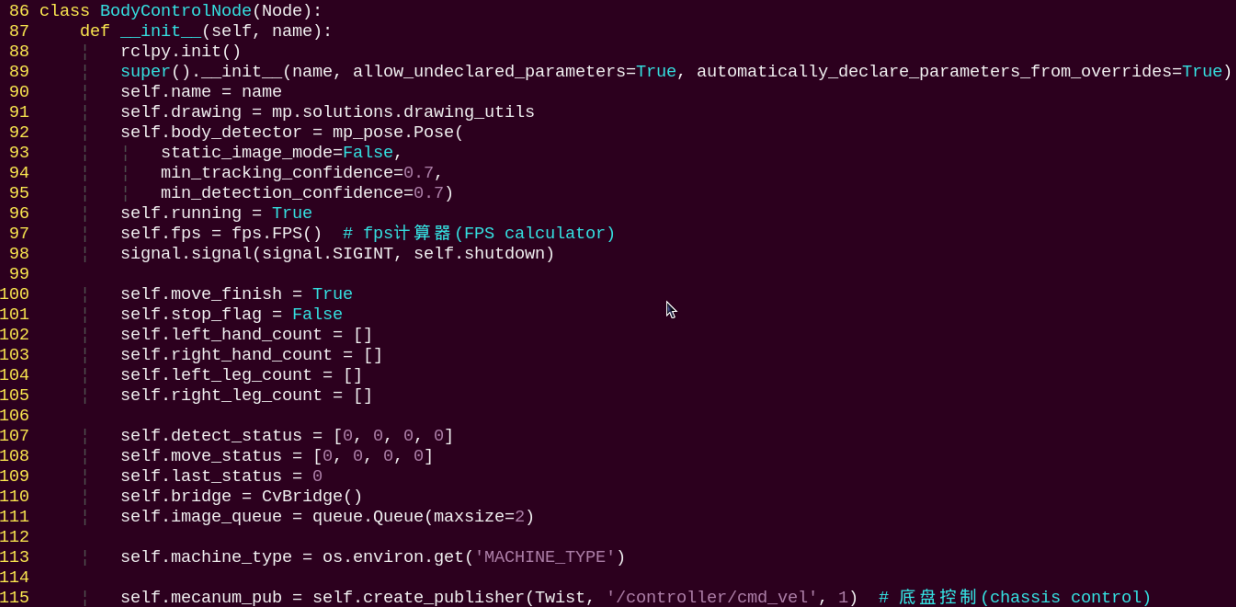 86 class BodyControlNode(Node):
87     def __init__(self, name):
88         rclpy.init()
89         super().__init__(name, allow_undeclared_parameters=True, automatically_declare_parameters_from_overrides=True)
90         self.name = name
91         self.drawing = mp.solutions.drawing_utils
92         self.body_detector = mp_pose.Pose(
93             static_image_mode=False,
94             min_tracking_confidence=0.7,
95             min_detection_confidence=0.7)
96         self.running = True
97         self.fps = fps.FPS()  # fps计算器(FPS calculator)
98         signal.signal(signal.SIGINT, self.shutdown)
99
100         self.move_finish = True
101         self.stop_flag = False
102         self.left_hand_count = []
103         self.right_hand_count = []
104         self.left_leg_count = []
105         self.right_leg_count = []
106
107         self.detect_status = [0, 0, 0, 0]
108         self.move_status = [0, 0, 0, 0]
109         self.last_status = 0
110         self.bridge = CvBridge()
111         self.image_queue = queue.Queue(maxsize=2)
112
113         self.machine_type = os.environ.get('MACHINE_TYPE')
114
115         self.mecanum_pub = self.create_publisher(Twist, '/controller/cmd_vel', 1)  # 底盘控制(chassis control)